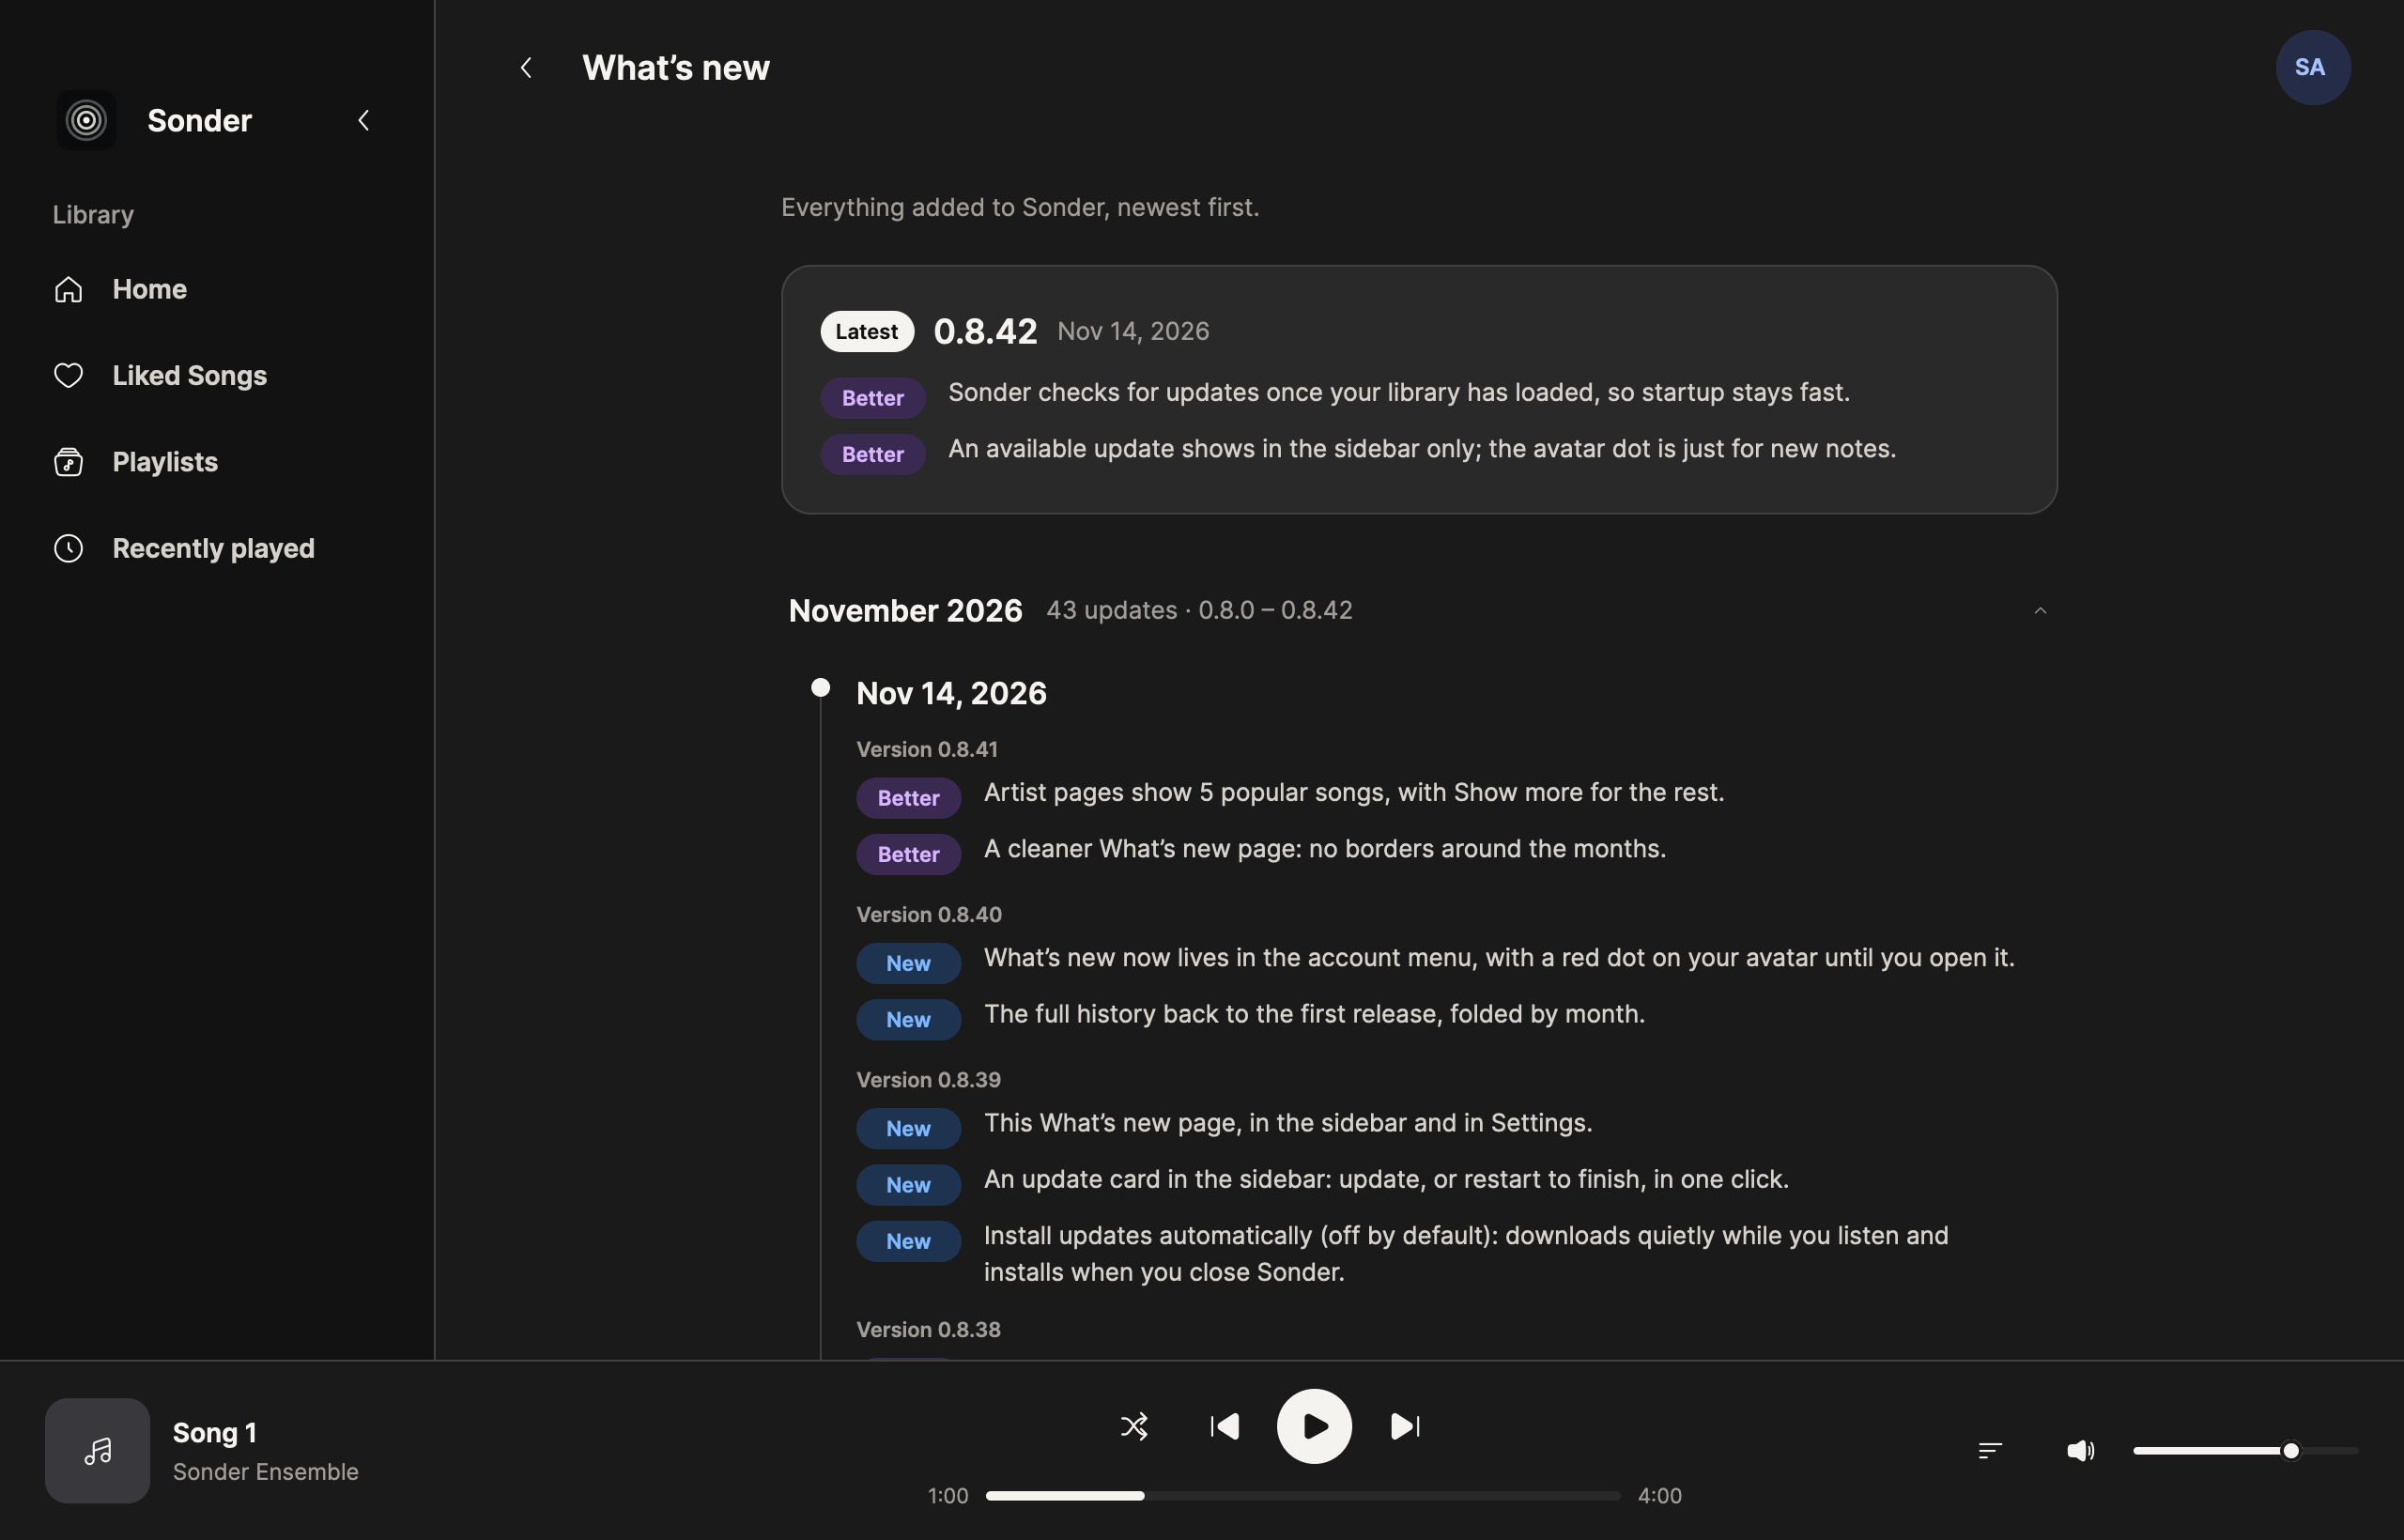 Sonder
Library
Home
Liked Songs
Playlists
Recently played
What’s new
SA
Everything added to Sonder, newest first.
Latest 0.8.42 Nov 14, 2026
Better Sonder checks for updates once your library has loaded, so startup stays fast.
Better An available update shows in the sidebar only; the avatar dot is just for new notes.
November 2026 43 updates · 0.8.0 – 0.8.42
Nov 14, 2026
Version 0.8.41
Better Artist pages show 5 popular songs, with Show more for the rest.
Better A cleaner What’s new page: no borders around the months.
Version 0.8.40
New What’s new now lives in the account menu, with a red dot on your avatar until you open it.
New The full history back to the first release, folded by month.
Version 0.8.39
New This What’s new page, in the sidebar and in Settings.
New An update card in the sidebar: update, or restart to finish, in one click.
New Install updates automatically (off by default): downloads quietly while you listen and
installs when you close Sonder.
Version 0.8.38
Song 1
Sonder Ensemble
1:00
4:00